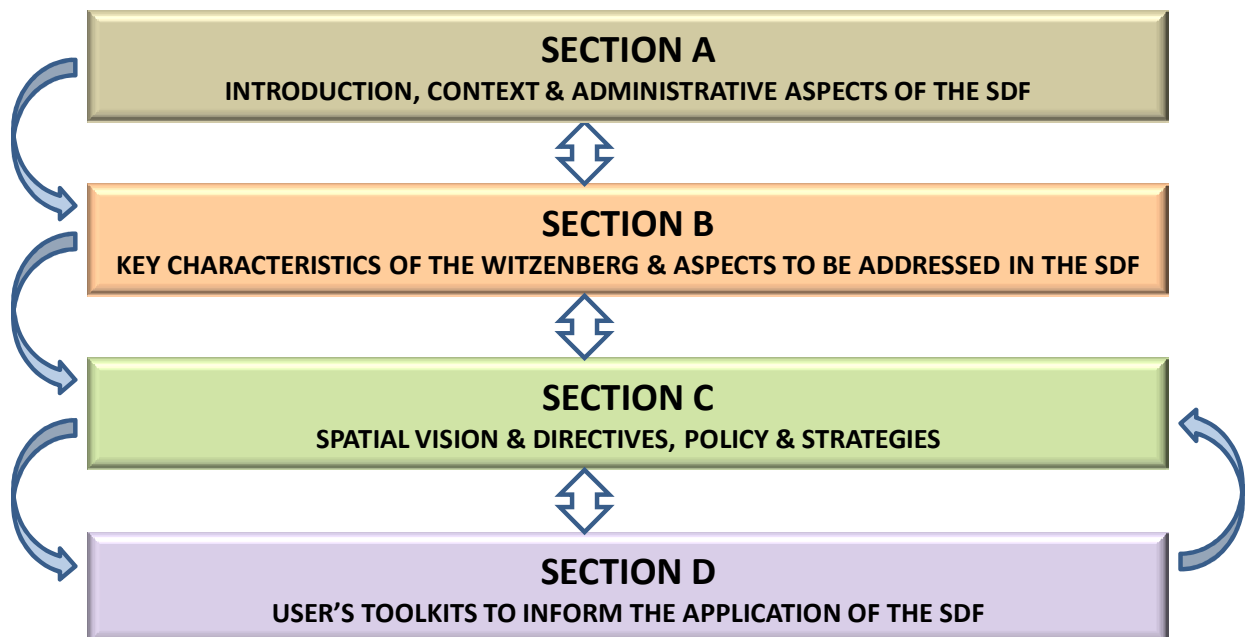 SECTION A
INTRODUCTION, CONTEXT & ADMINISTRATIVE ASPECTS OF THE SDF
SECTION B
KEY CHARACTERISTICS OF THE WITZENBERG & ASPECTS TO BE ADDRESSED IN THE SDF
SECTION C
SPATIAL VISION & DIRECTIVES, POLICY & STRATEGIES
SECTION D
USER’S TOOLKITS TO INFORM THE APPLICATION OF THE SDF